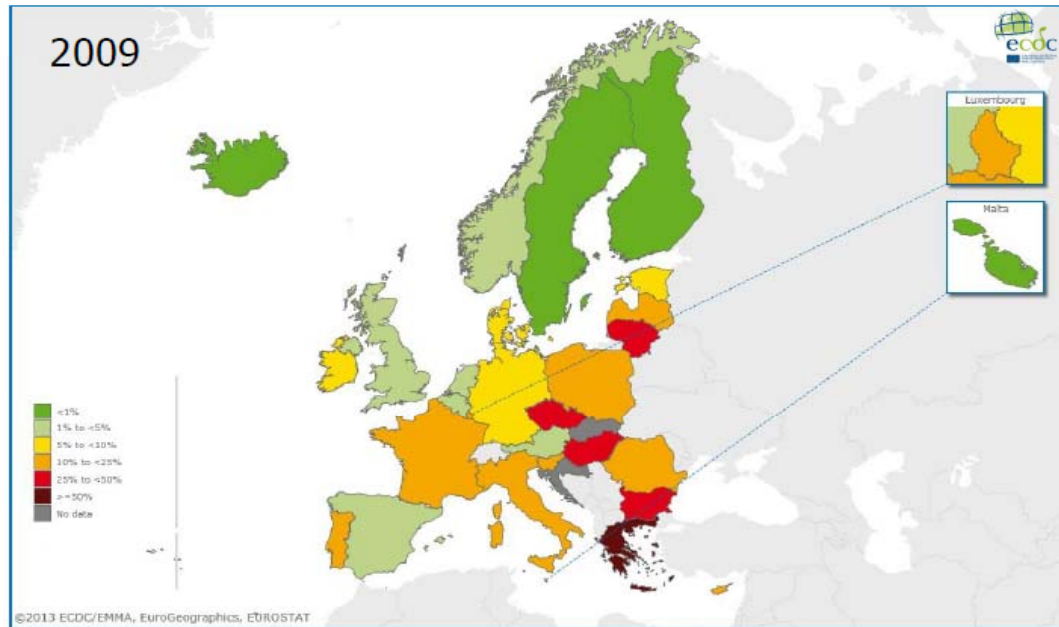 2009
ecdc
Luxembourg
Malta
<1%
1% to <5%
5% to <10%
10% to <25%
25% to <50%
>=50%
No data
©2013 ECDC/EMMA, EuroGeographics, EUROSTAT